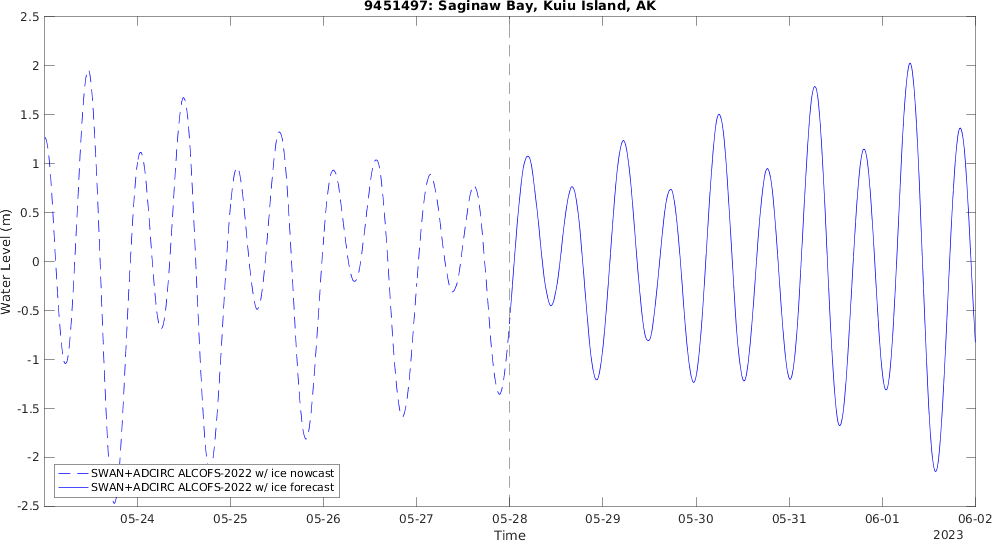 9451497: Saginaw Bay, Kuiu Island, AK
2.5
2
1.5
1
0.5
0
-0.5
-1
-1.5
-2
-2.5
Water Level (m)
SWAN+ADCIRC ALCOFS-2022 w/ ice nowcast
SWAN+ADCIRC ALCOFS-2022 w/ ice forecast
05-24 05-25 05-26 05-27 05-28 05-29 05-30 05-31 06-01 06-02
Time
2023